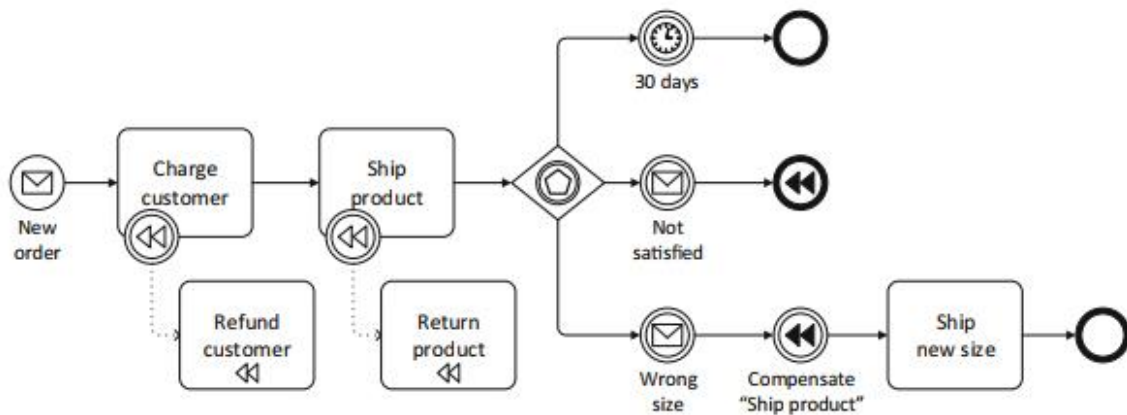 30 days
Charge
customer
Ship
product
New
order
Not
satisfied
Refund
customer
Return
product
Ship
new size
Wrong
size
Compensate
“Ship product”